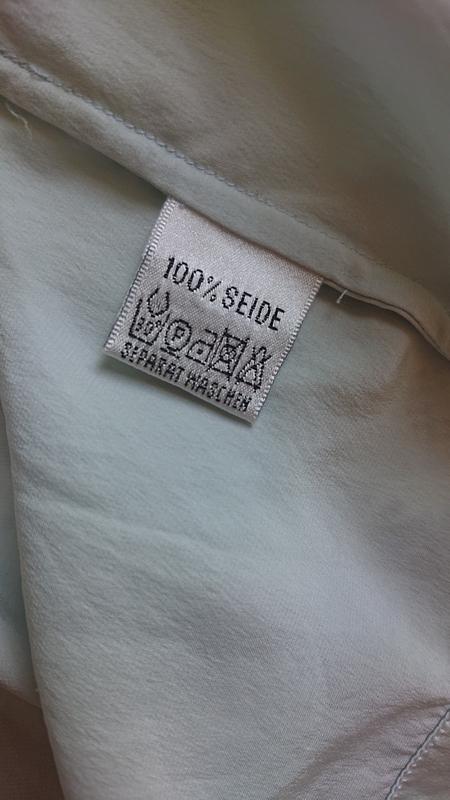 100% SEIDE
30° P
SEPARAT WASCHEN